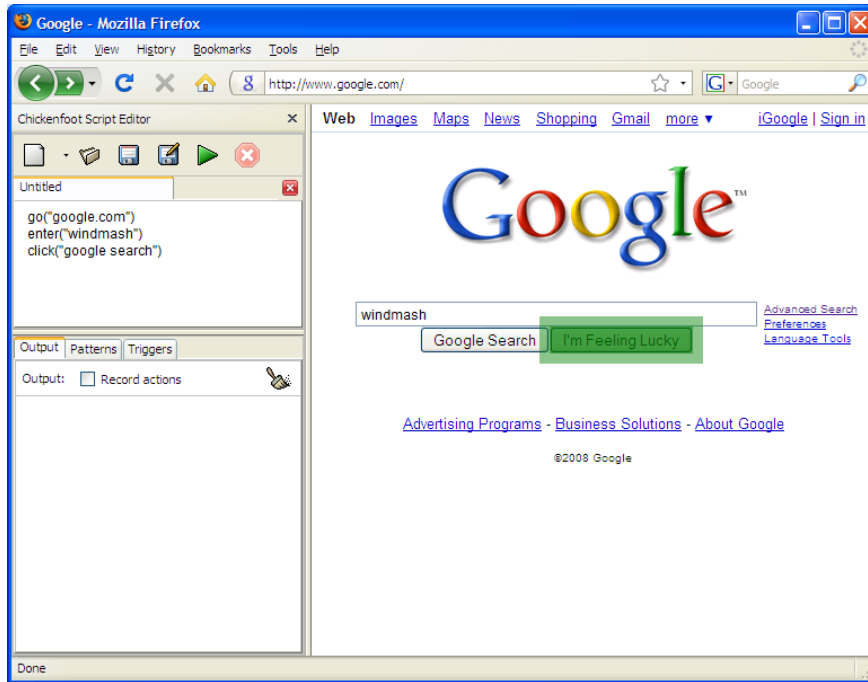 Google - Mozilla Firefox
File Edit View History Bookmarks Tools Help
g http://www.google.com/ G Google
Chickenfoot Script Editor
Untitled
go("google.com")
enter("windmash")
click("google search")
Output Patterns Triggers
Output: Record actions
Web Images Maps News Shopping Gmail more ▼ iGoogle | Sign in
Google™
windmash
Advanced Search
Preferences
Language Tools
Google Search I'm Feeling Lucky
Advertising Programs - Business Solutions - About Google
©2008 Google
Done